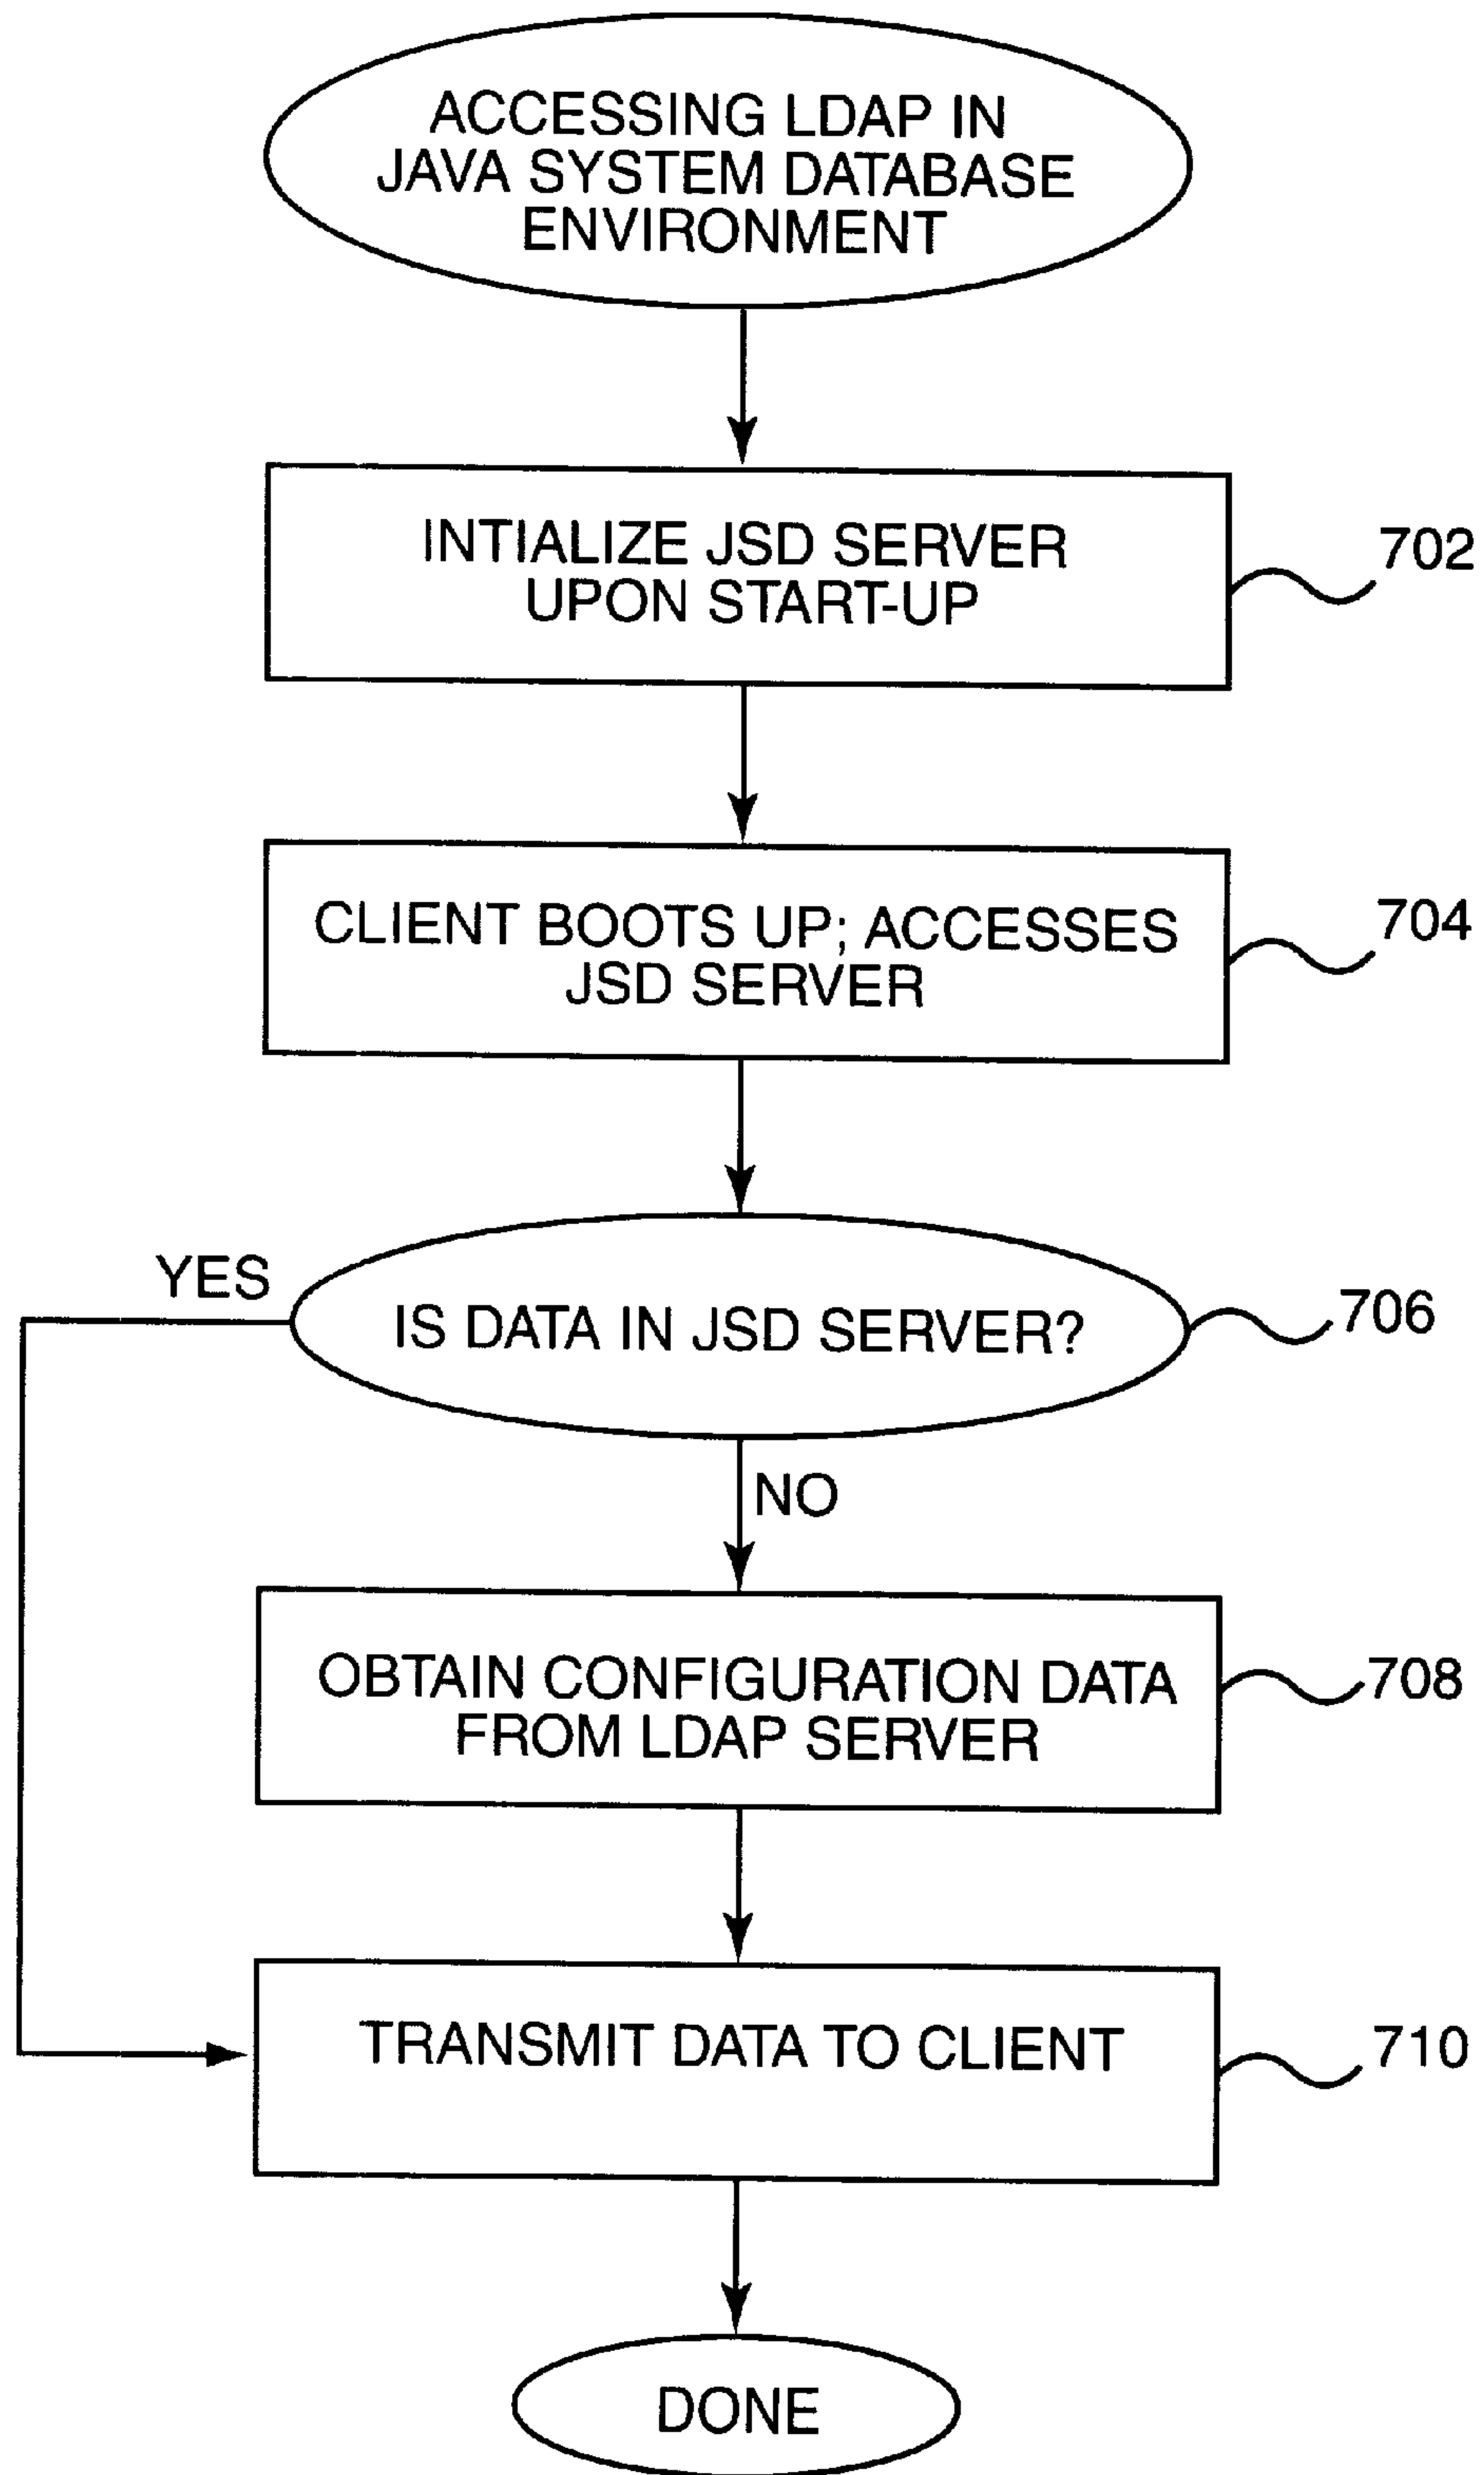 ACCESSING LDAP IN
JAVA SYSTEM DATABASE
ENVIRONMENT
INTIALIZE JSD SERVER
UPON START-UP
702
CLIENT BOOTS UP; ACCESSES
JSD SERVER
704
YES
IS DATA IN JSD SERVER?
706
NO
OBTAIN CONFIGURATION DATA
FROM LDAP SERVER
708
TRANSMIT DATA TO CLIENT
710
DONE